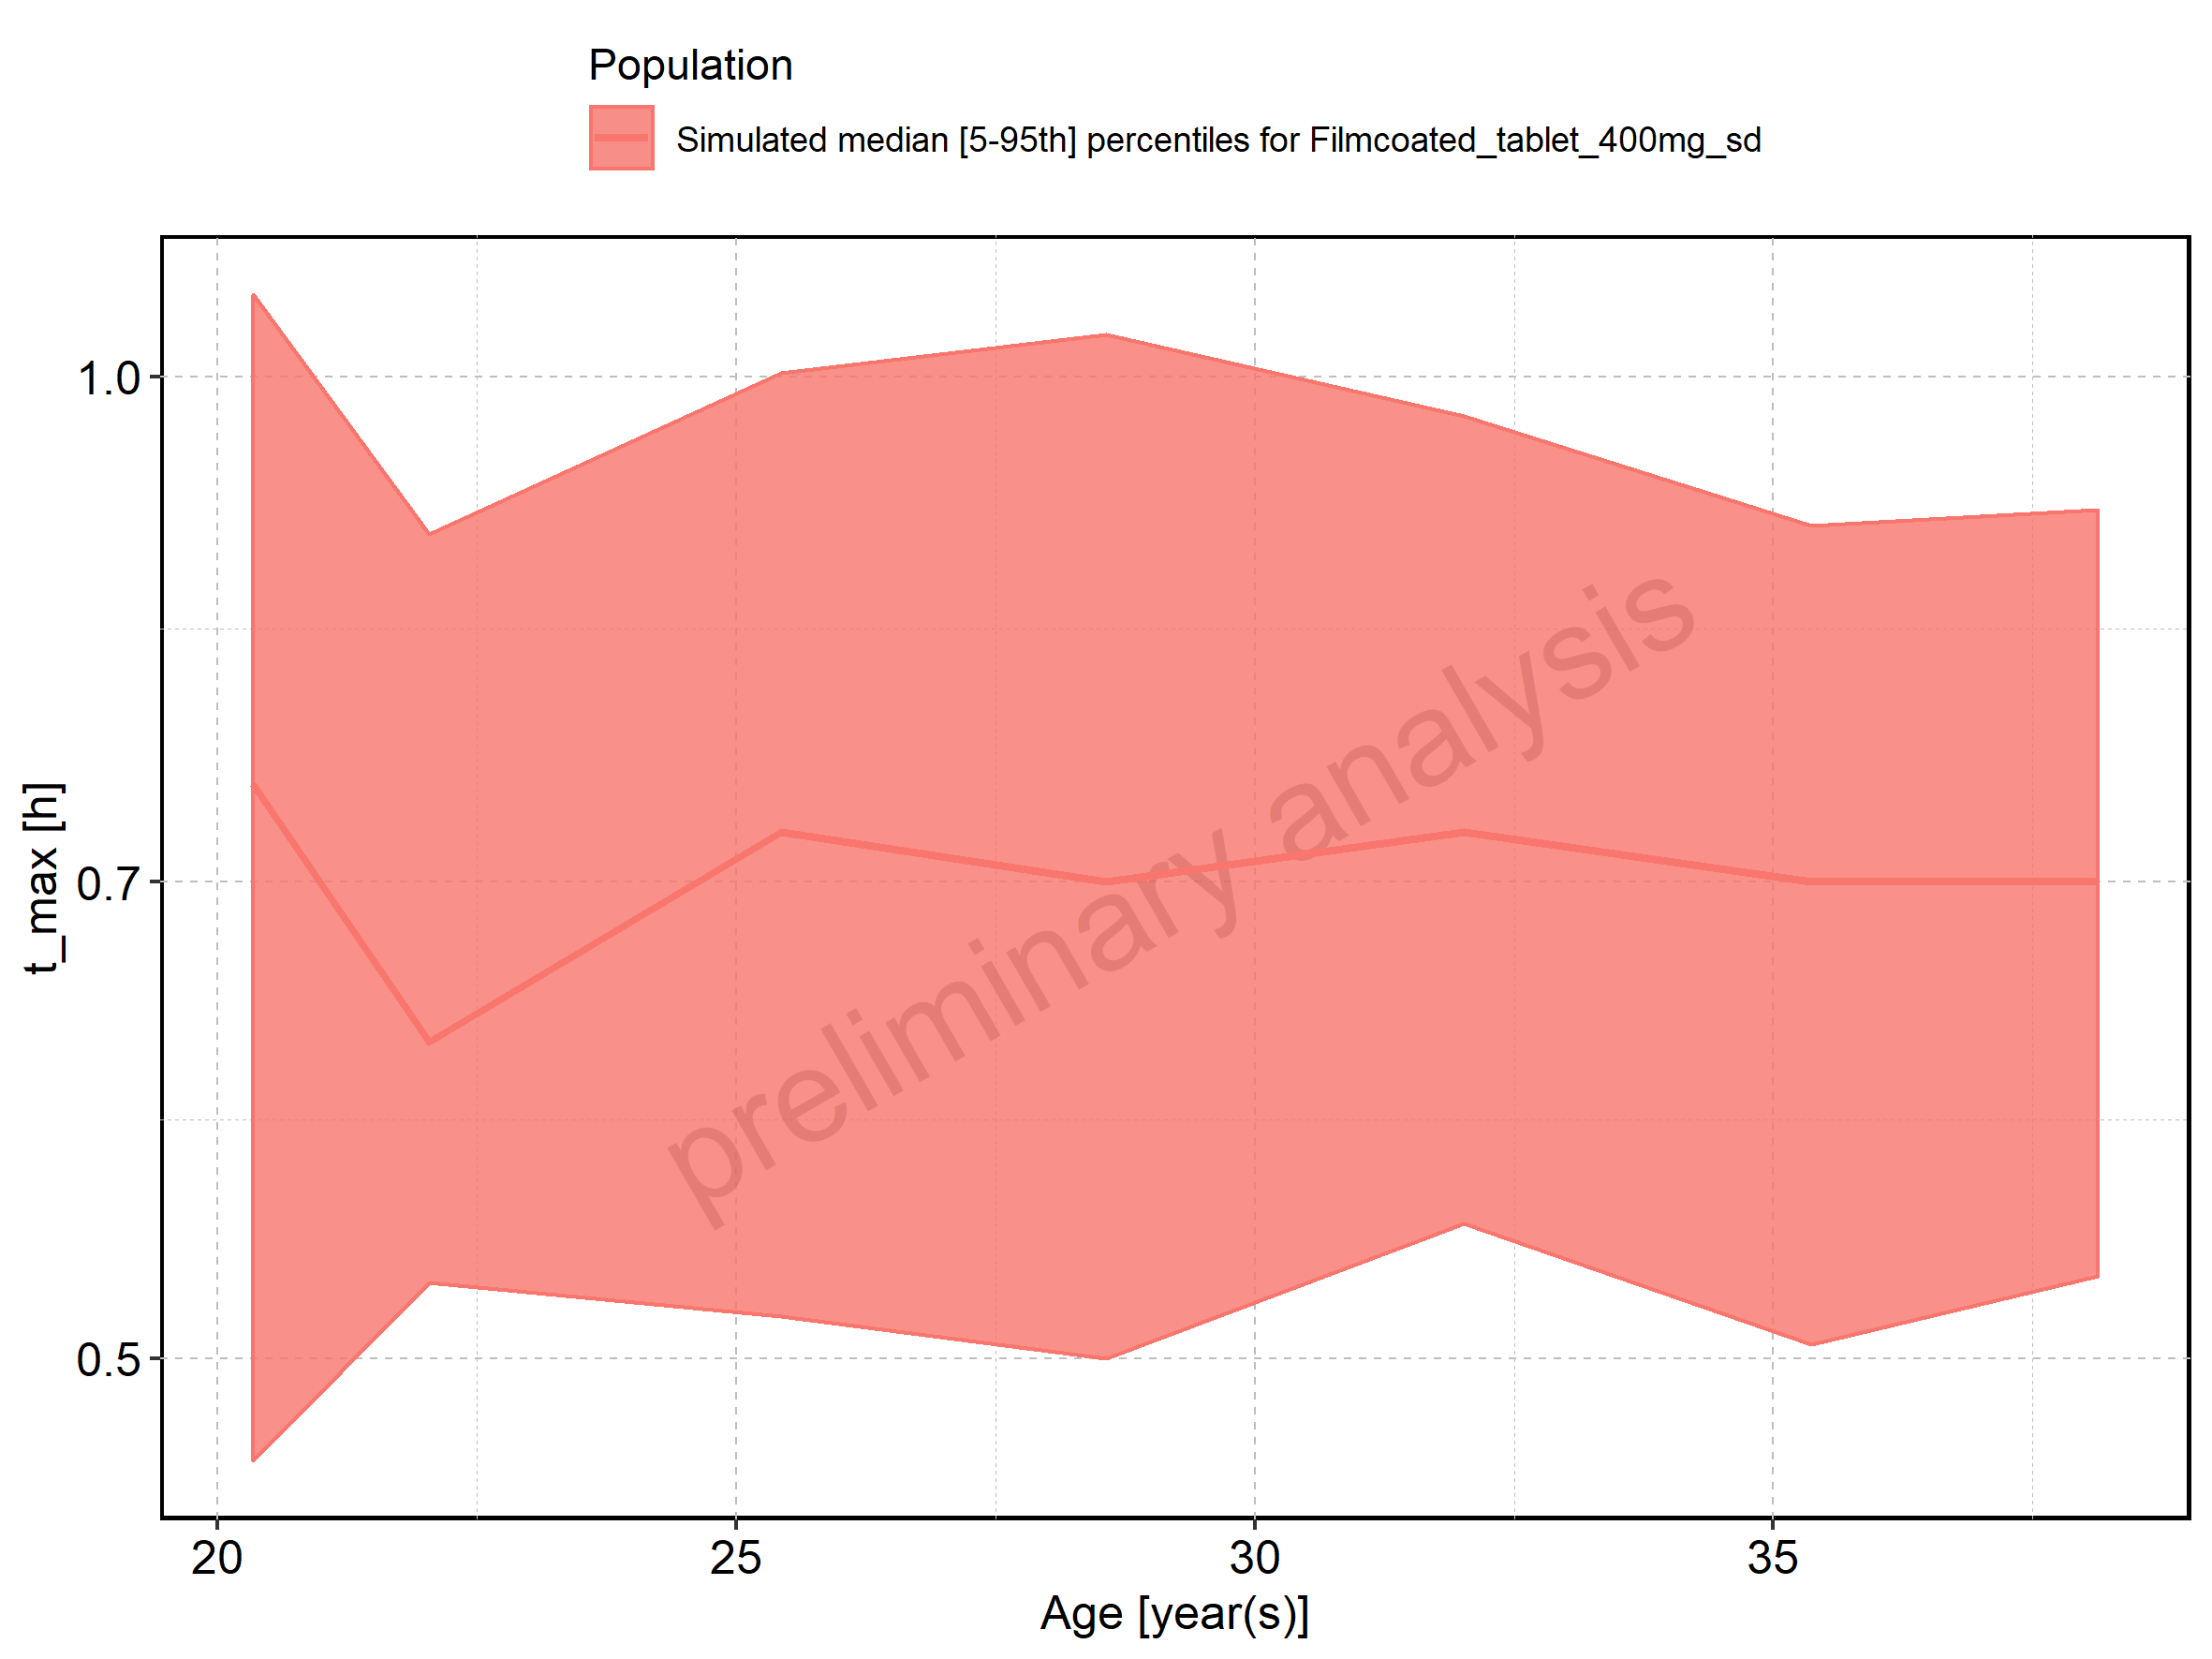 Population
Simulated median [5-95th] percentiles for Filmcoated_tablet_400mg_sd
1.0
0.7
0.5
t_max [h]
preliminary analysis
20 25 30 35
Age [year(s)]